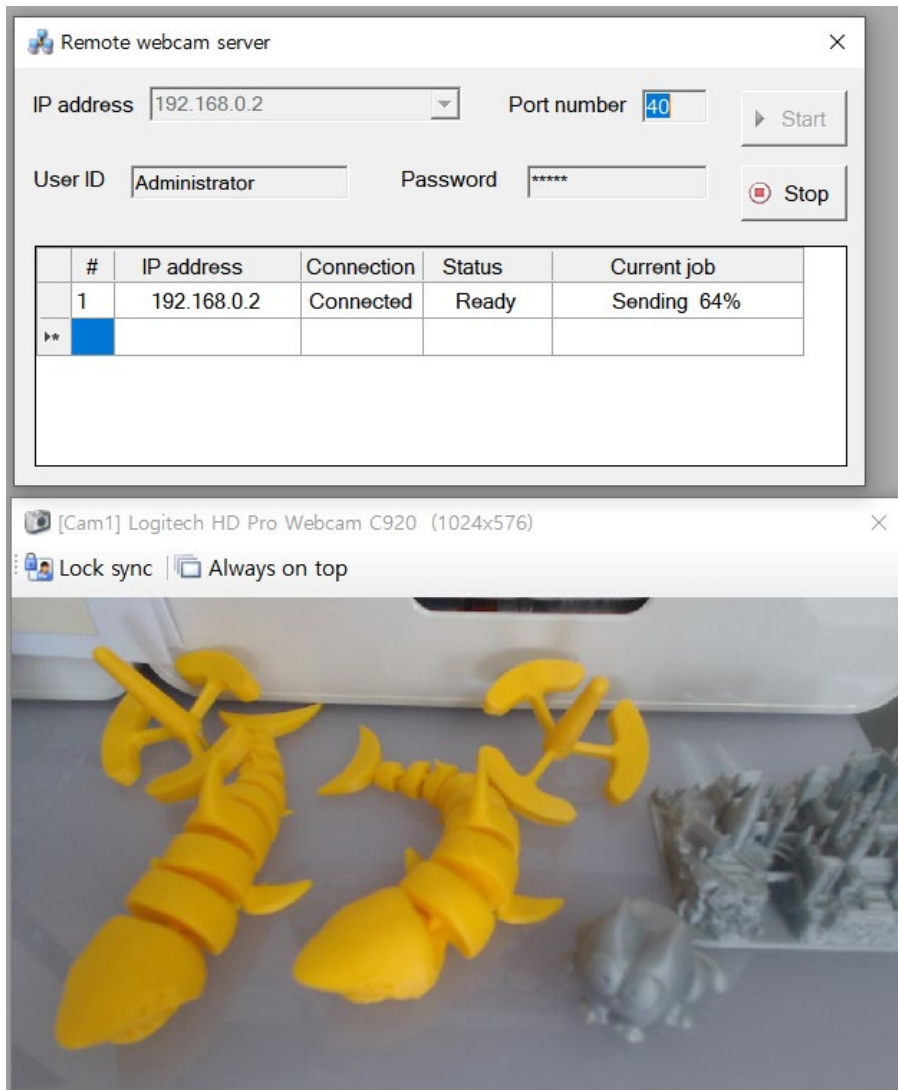 Remote webcam server
IP address 192.168.0.2 Port number 40 Start
User ID Administrator Password ***** Stop
# IP address Connection Status Current job
1 192.168.0.2 Connected Ready Sending 64%
[Cam1] Logitech HD Pro Webcam C920 (1024x576)
Lock sync Always on top